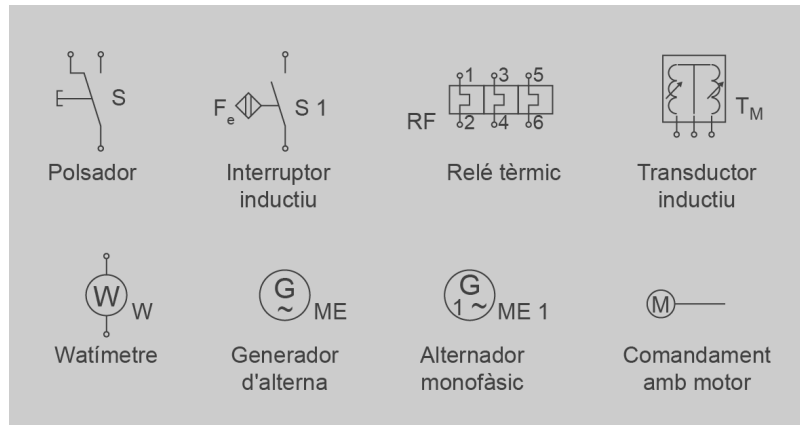 S
Polsador
Fe S 1
Interruptor
inductiu
1 3 5
RF
2 4 6
Relé tèrmic
TM
Transductor
inductiu
W W
Watímetre
G
~ ME
Generador
d'alterna
G
1 ~ ME 1
Alternador
monofàsic
M
Comandament
amb motor